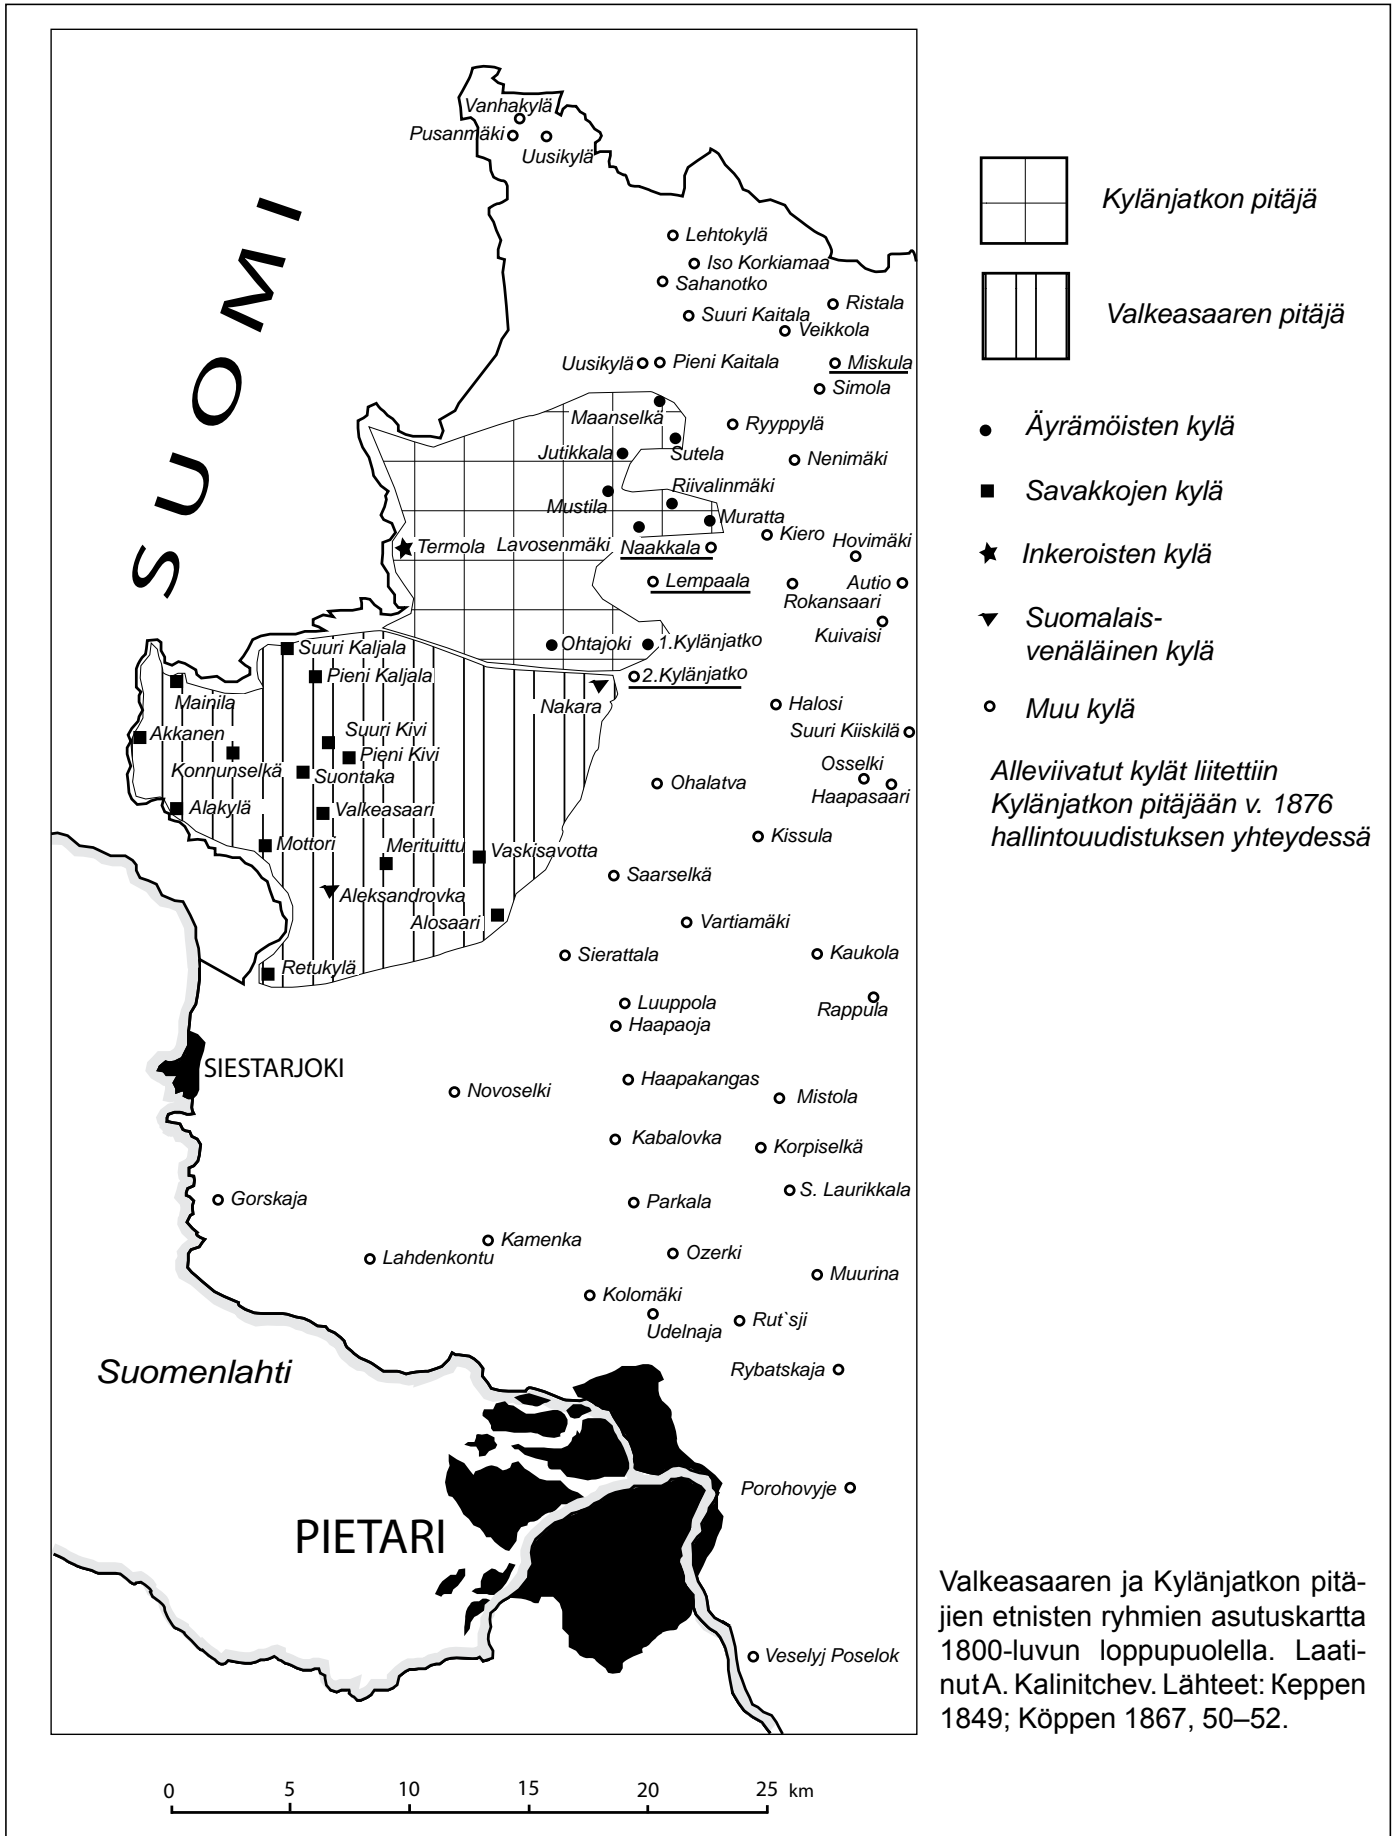 Vanhakylä
Pusanmäki
Uusikylä
SUOMI
Lehtokylä
Iso Korkiamaa
Sahanotko
Ristala
Suuri Kaitala
Veikkola
Uusikylä
Pieni Kaitala
Miskula
Simola
Maanselkä
Ryyppylä
Jutikkala
Sutela
Nenimäki
Riivalinmäki
Mustila
Muratta
Kiero
Hovimäki
Termola
Lavosenmäki
Naakkala
Lempaala
Autio
Rokansaari
Kuivaisi
Ohtajoki
1.Kylänjatko
Suuri Kaljala
Pieni Kaljala
2.Kylänjatko
Mainila
Nakara
Halosi
Akkanen
Suuri Kivi
Suuri Kiiskilä
Pieni Kivi
Konnunselkä
Suontaka
Osselki
Ohalatva
Haapasaari
Alakylä
Valkeasaari
Kissula
Mottori
Merituittu
Vaskisavotta
Saarselkä
Aleksandrovka
Alosaari
Vartiamäki
Sierattala
Kaukola
Retukylä
Luuppola
Rappula
Haapaoja
SIESTARJOKI
Haapakangas
Novoselki
Mistola
Kabalovka
Korpiselkä
S. Laurikkala
Gorskaja
Parkala
Kamenka
Lahdenkontu
Ozerki
Muurina
Kolomäki
Rut`sji
Udelnaja
Suomenlahti
Rybatskaja
Porohovyje
PIETARI
Veselyj Poselok
Kylänjatkon pitäjä
Valkeasaaren pitäjä
Äyrämöisten kylä
Savakkojen kylä
Inkeroisten kylä
Suomalais-
venäläinen kylä
Muu kylä
Alleviivatut kylät liitettiin
Kylänjatkon pitäjään v. 1876
hallintouudistuksen yhteydessä
Valkeasaaren ja Kylänjatkon pitä-
jien etnisten ryhmien asutuskartta
1800-luvun loppupuolella. Laati-
nut A. Kalinitchev. Lähteet: Keppen
1849; Köppen 1867, 50–52.
0 5 10 15 20 25 km